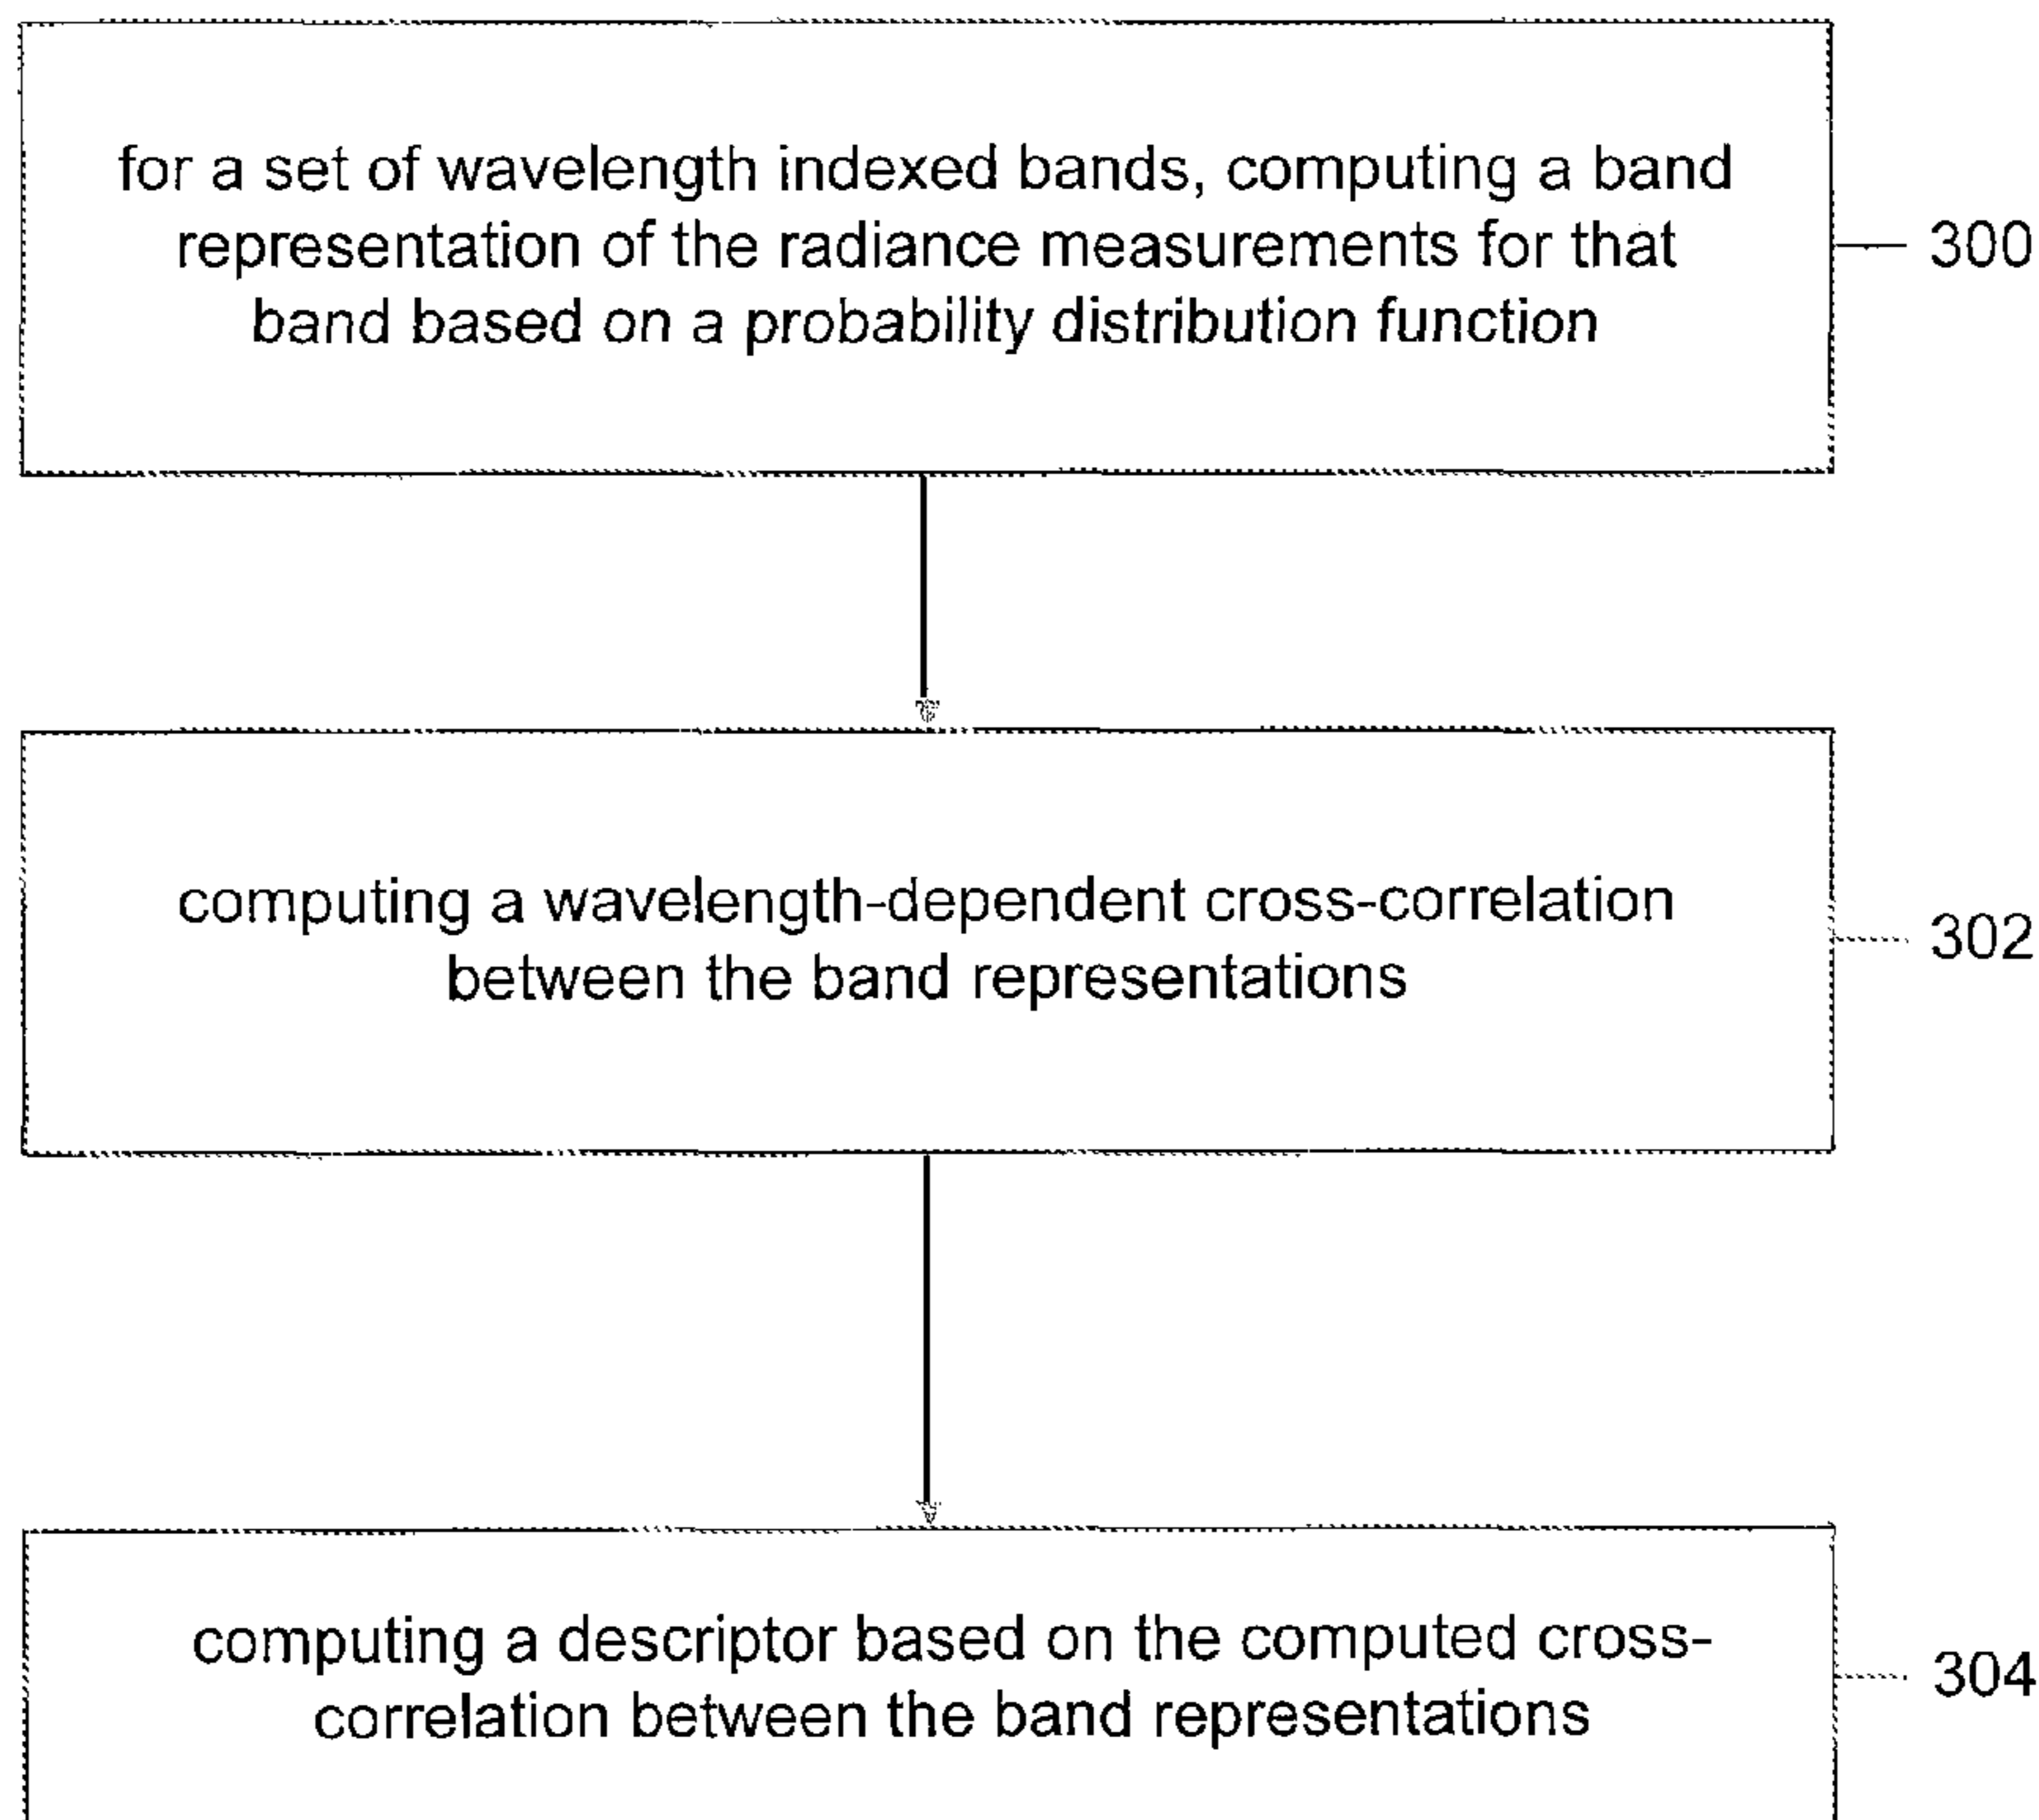 for a set of wavelength indexed bands, computing a band
representation of the radiance measurements for that
band based on a probability distribution function
300
computing a wavelength-dependent cross-correlation
between the band representations
302
computing a descriptor based on the computed cross-
correlation between the band representations
304